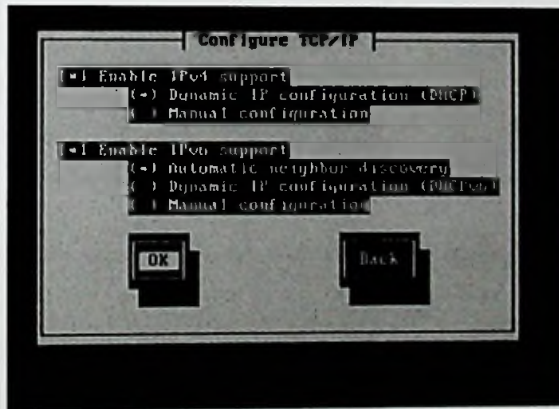 Configure TCP/IP
[*] Enable IPv4 support
(*) Dynamic IP configuration (DHCP)
( ) Manual configuration
[*] Enable IPv6 support
(*) Automatic neighbor discovery
( ) Dynamic IP configuration (DHCPv6)
( ) Manual configuration
OK Back